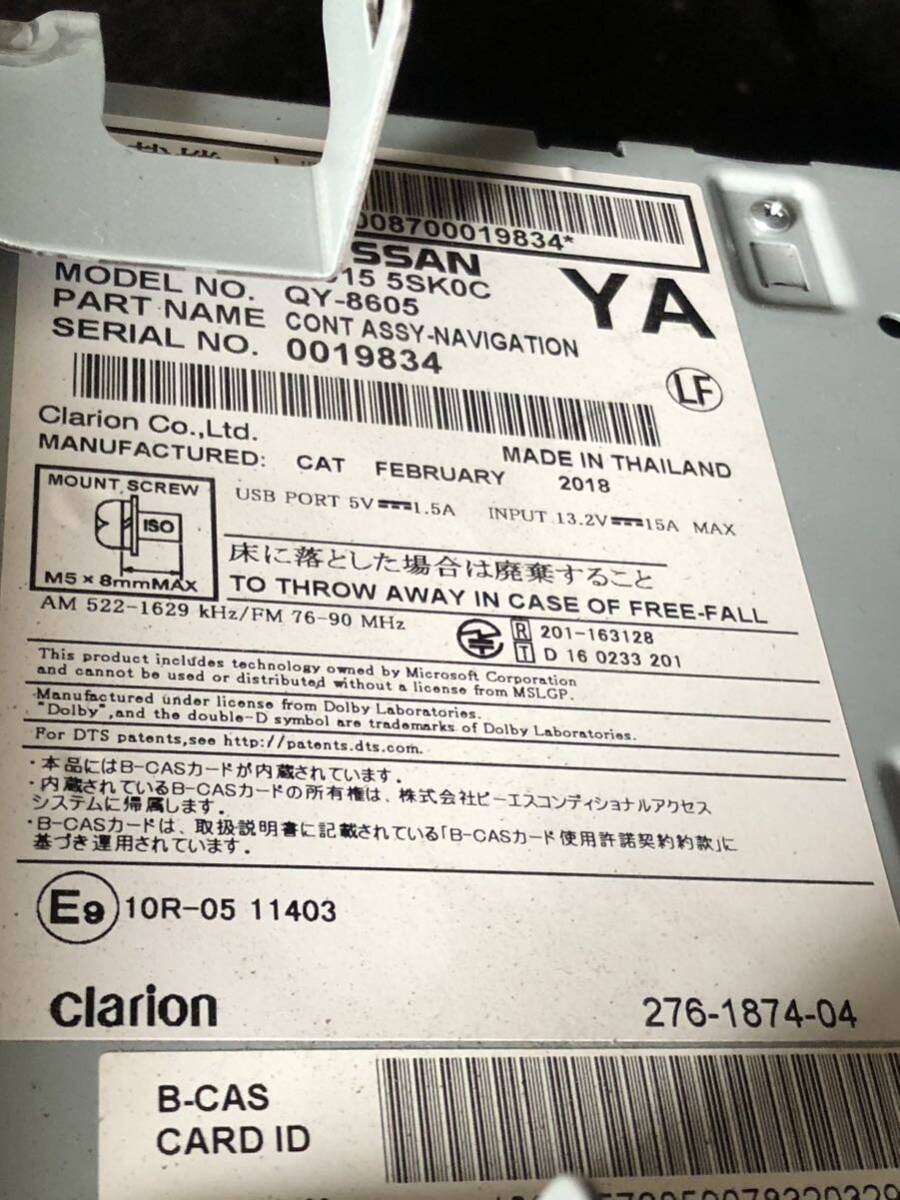 008700019834*
SSAN
15 5SK0C
YA
MODEL NO. QY-8605
PART NAME CONT ASSY-NAVIGATION
SERIAL NO. 0019834
LF
Clarion Co.,Ltd.
MADE IN THAILAND
MANUFACTURED: CAT FEBRUARY 2018
MOUNT SCREW
ISO
M5×8mmMAX
USB PORT 5V⎓1.5A INPUT 13.2V⎓15A MAX
床に落とした場合は廃棄すること
TO THROW AWAY IN CASE OF FREE-FALL
AM 522-1629 kHz/FM 76-90 MHz
R 201-163128
T D 16 0233 201
This product includes technology owned by Microsoft Corporation
and cannot be used or distributed without a license from MSLGP.
Manufactured under license from Dolby Laboratories.
"Dolby",and the double-D symbol are trademarks of Dolby Laboratories.
For DTS patents,see http://patents.dts.com.
・本品にはB-CASカードが内蔵されています。
・内蔵されているB-CASカードの所有権は、株式会社ビーエスコンディショナルアクセス
システムに帰属します。
・B-CASカードは、取扱説明書に記載されている「B-CASカード使用許諾契約約款」に
基づき運用されています。
E9 10R-05 11403
clarion
276-1874-04
B-CAS
CARD ID